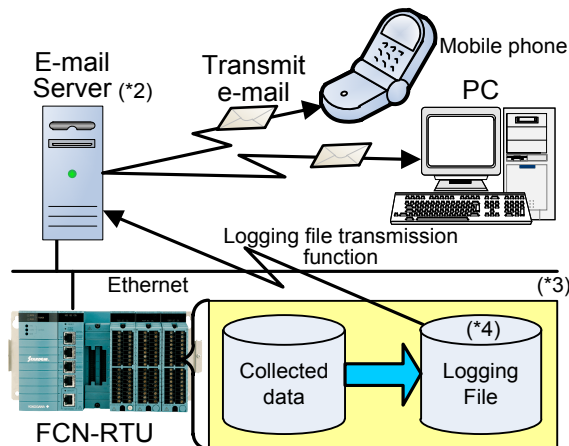 E-mail
Server (*2)
Transmit
e-mail
Mobile phone
PC
Logging file transmission
function
Ethernet
(*3)
FCN-RTU
Collected
data
(*4)
Logging
File